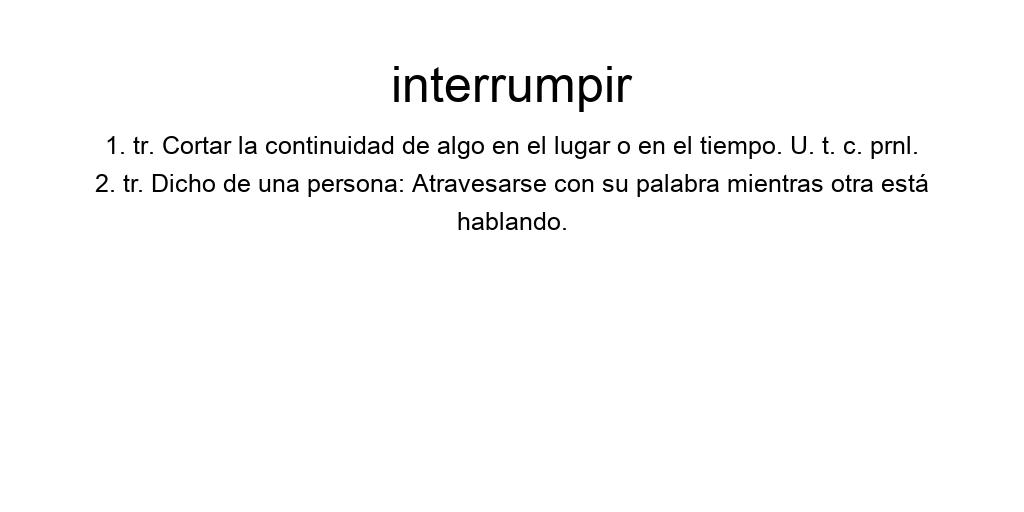 interrumpir
1. tr. Cortar la continuidad de algo en el lugar o en el tiempo. U. t. c. prnl.
2. tr. Dicho de una persona: Atravesarse con su palabra mientras otra está
hablando.